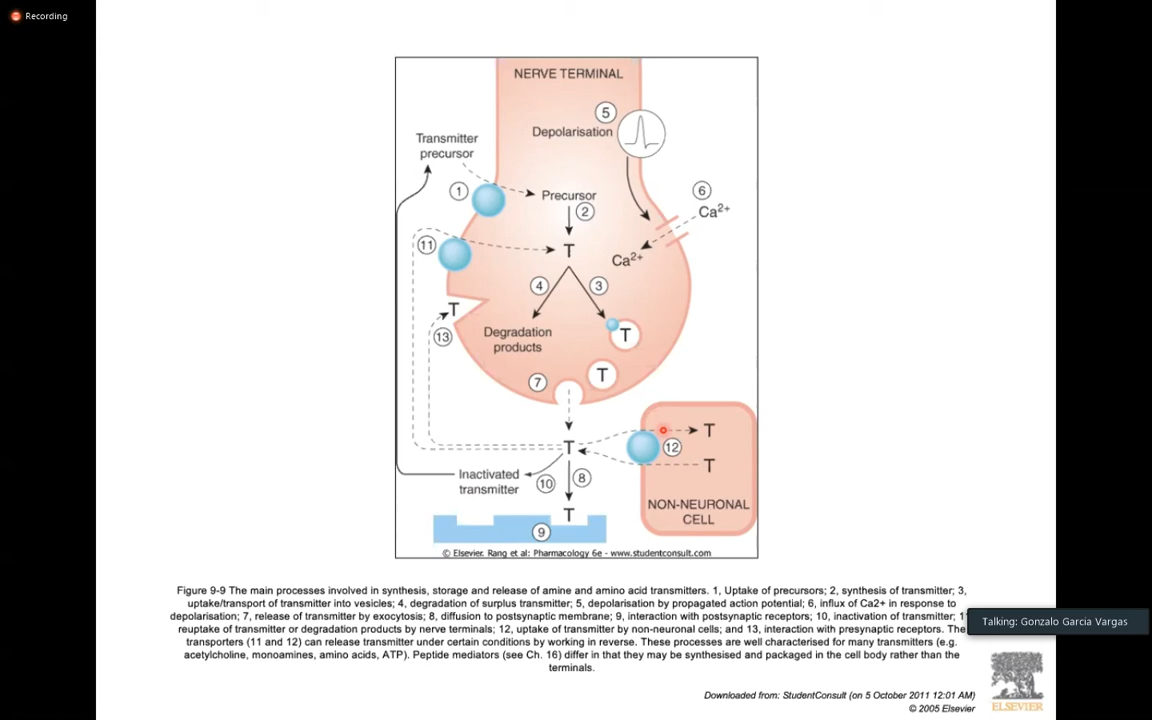 Recording
NERVE TERMINAL
5
Depolarisation
Transmitter
precursor
1
Precursor
6
Ca2+
2
11
T
Ca2+
4
3
T
13
Degradation
products
T
T
7
T
12
T
T
Inactivated
transmitter
10
8
T
9
NON-NEURONAL
CELL
© Elsevier. Rang et al: Pharmacology 6e - www.studentconsult.com
Figure 9-9 The main processes involved in synthesis, storage and release of amine and amino acid transmitters. 1, Uptake of precursors; 2, synthesis of transmitter; 3,
uptake/transport of transmitter into vesicles; 4, degradation of surplus transmitter; 5, depolarisation by propagated action potential; 6, influx of Ca2+ in response to
depolarisation; 7, release of transmitter by exocytosis; 8, diffusion to postsynaptic membrane; 9, interaction with postsynaptic receptors; 10, inactivation of transmitter; 1
reuptake of transmitter or degradation products by nerve terminals; 12, uptake of transmitter by non-neuronal cells; and 13, interaction with presynaptic receptors. The
transporters (11 and 12) can release transmitter under certain conditions by working in reverse. These processes are well characterised for many transmitters (e.g.
acetylcholine, monoamines, amino acids, ATP). Peptide mediators (see Ch. 16) differ in that they may be synthesised and packaged in the cell body rather than the
terminals.
Talking: Gonzalo Garcia Vargas
Downloaded from: StudentConsult (on 5 October 2011 12:01 AM)
© 2005 Elsevier
ELSEVIER